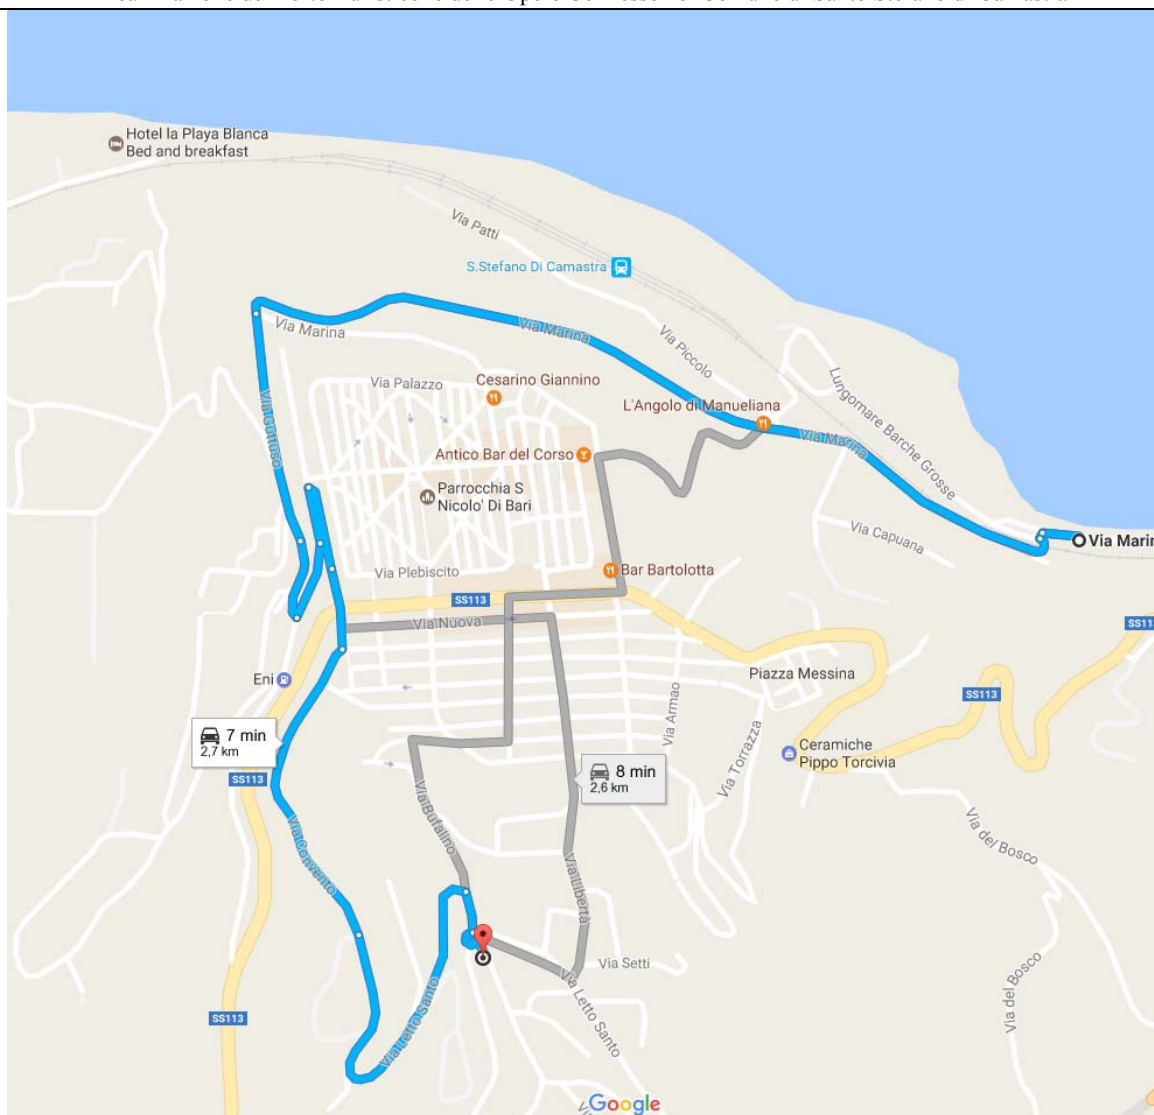 Hotel la Playa Blanca
Bed and breakfast
Via Patti
S.Stefano Di Camastra
Via Marina
Via Marina
Via Piccolo
Via Palazzo
Cesarino Giannino
L'Angolo di Manueliana
Lungomare Barche Grosse
Via Guttuso
Via Marina
Antico Bar del Corso
Parrocchia S
Nicolo' Di Bari
Via Capuana
Via Marin
Via Plebiscito
Bar Bartolotta
SS113
Via Nuova
SS113
Eni
Piazza Messina
SS113
Via Armao
7 min
2,7 km
Ceramiche
Pippo Torcivia
Via Torrazza
8 min
2,6 km
SS113
Via Bufalino
Via del Bosco
Via Convento
Via Libertà
Via Setti
Via Letto Santo
Via Letto Santo
Via del Bosco
SS113
Google